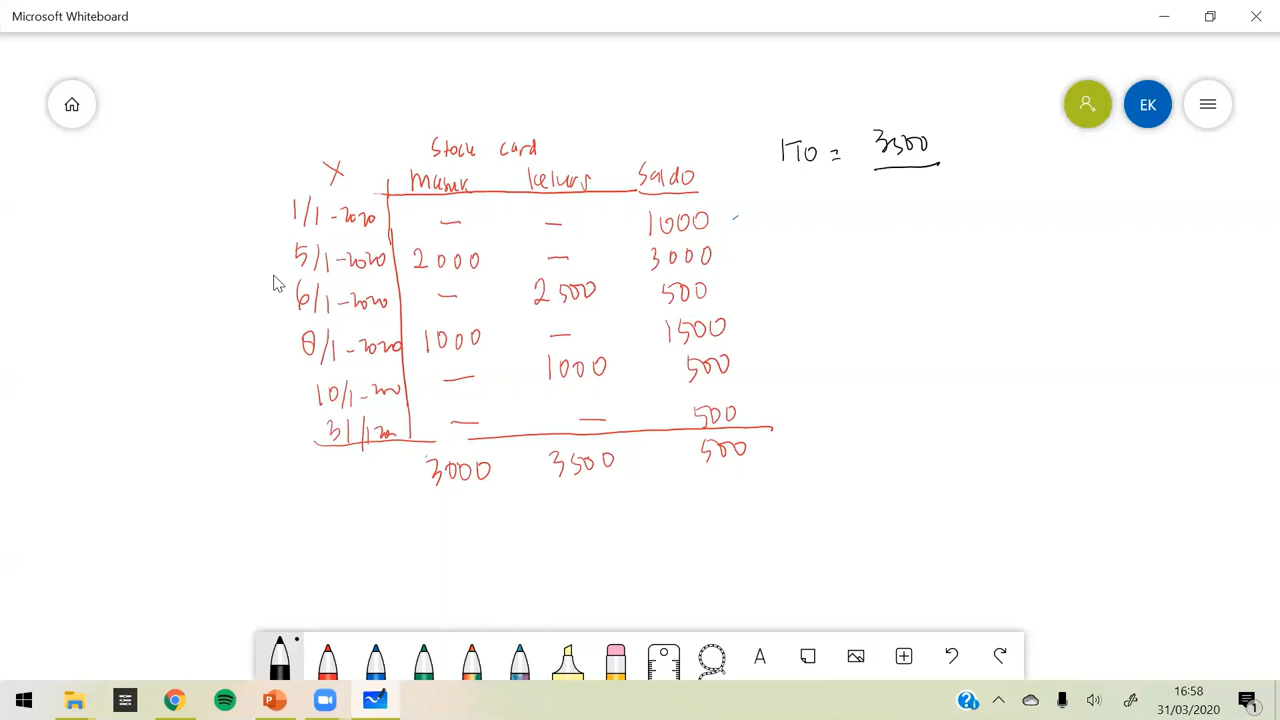 Microsoft Whiteboard
EK
Stock card
ITO = 3500
X Masuk keluar Saldo
1/1-2020 — — 1000
5/1-2020 2000 — 3000
6/1-2020 — 2500 500
8/1-2020 1000 — 1500
10/1-200 — 1000 500
31/1 — — 500
3000 3500 500
A
16:58
31/03/2020
1